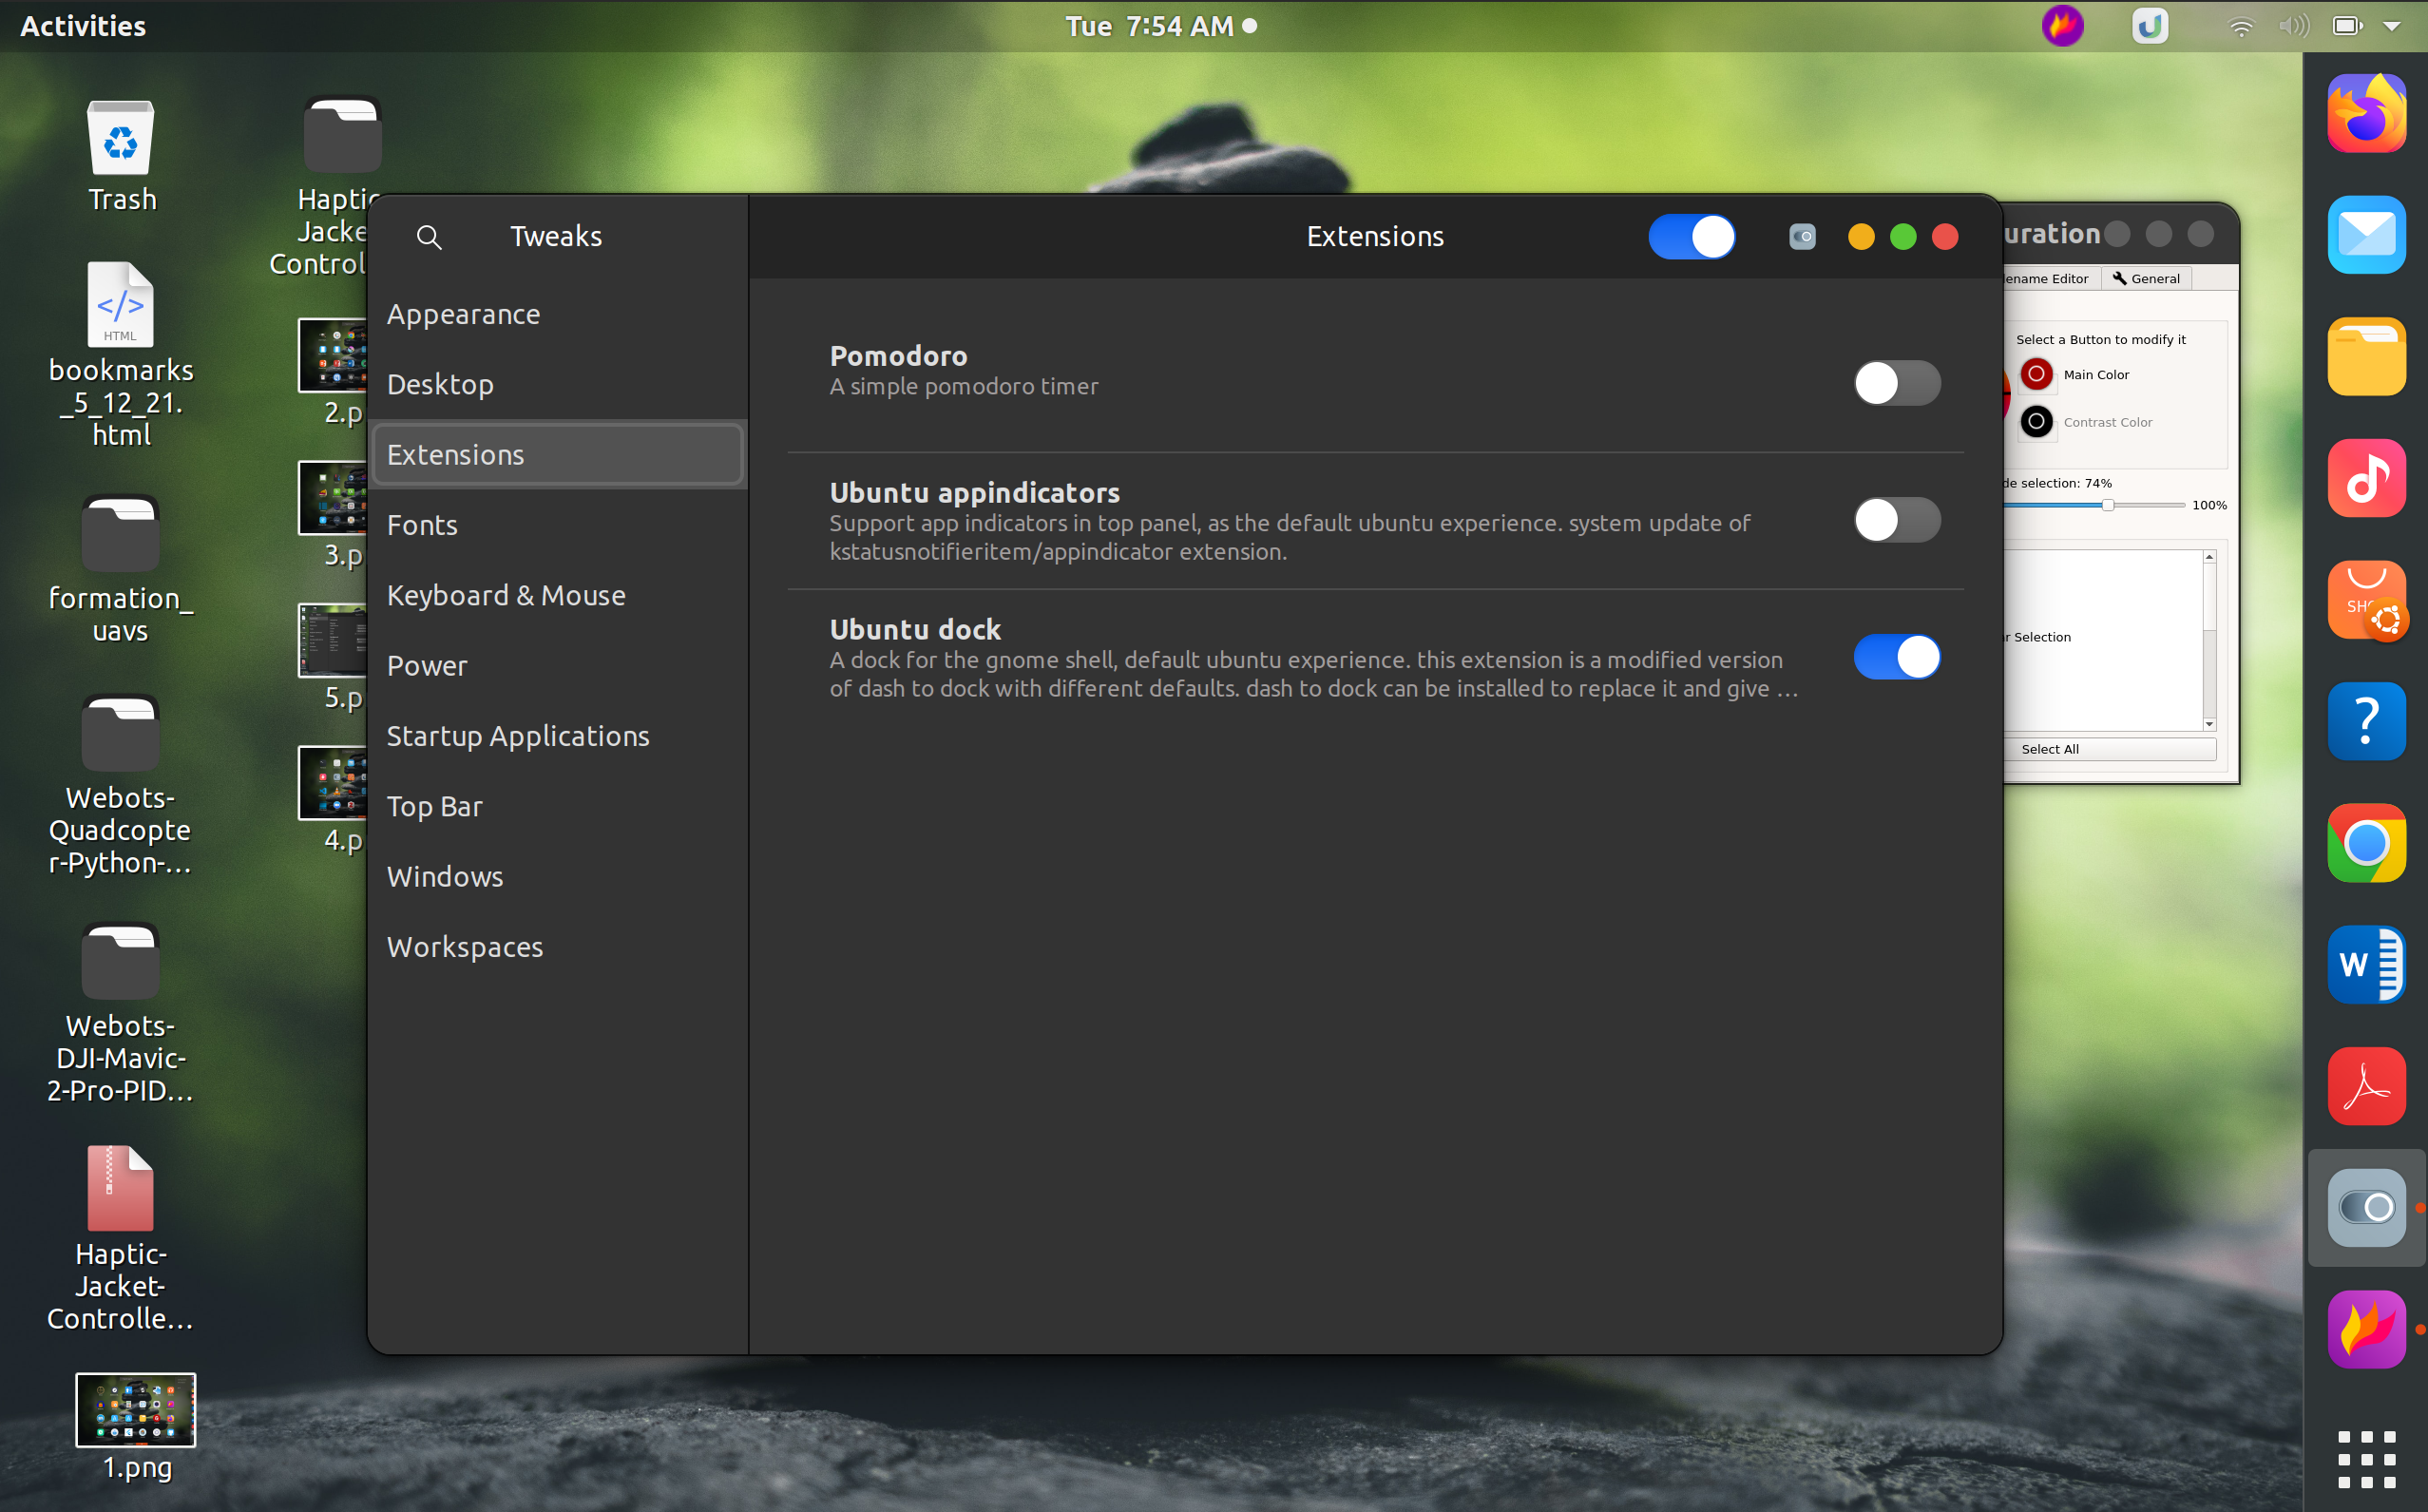 Activities
Tue 7:54 AM
Trash
bookmarks
_5_12_21.
html
HTML
formation_
uavs
Webots-
Quadcopte
r-Python-...
Webots-
DJI-Mavic-
2-Pro-PID...
Haptic-
Jacket-
Controlle...
1.png
Haptic
Jacke
Control
2.p
3.p
5.p
4.p
Tweaks
Appearance
Desktop
Extensions
Fonts
Keyboard & Mouse
Power
Startup Applications
Top Bar
Windows
Workspaces
Extensions
Pomodoro
A simple pomodoro timer
Ubuntu appindicators
Support app indicators in top panel, as the default ubuntu experience. system update of
kstatusnotifieritem/appindicator extension.
Ubuntu dock
A dock for the gnome shell, default ubuntu experience. this extension is a modified version
of dash to dock with different defaults. dash to dock can be installed to replace it and give ...
uration
ename Editor
General
Select a Button to modify it
Main Color
Contrast Color
de selection: 74%
100%
r Selection
Select All
W